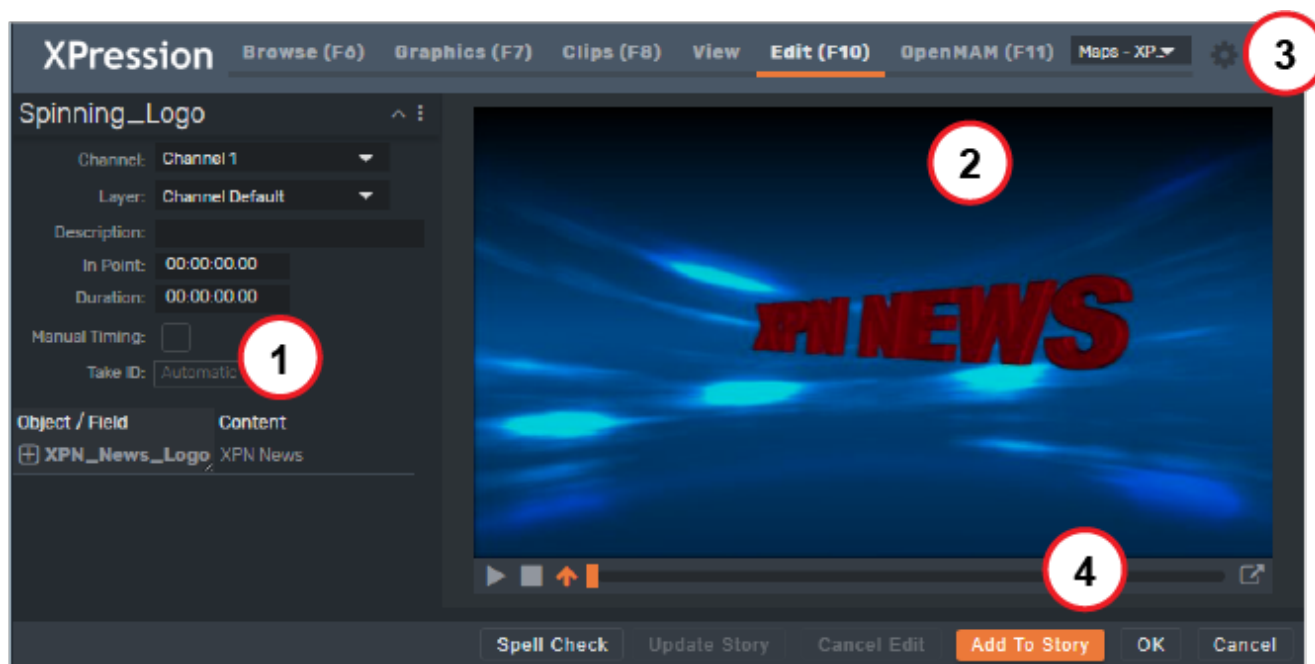 XPression Browse (F6) Graphics (F7) Clips (F8) View Edit (F10) OpenMAM (F11) Maps - XP 3
Spinning_Logo
Channel: Channel 1
Layer: Channel Default
Description:
In Point: 00:00:00.00
Duration: 00:00:00.00
Manual Timing:
Take ID: Automatic
1
Object / Field Content
XPN_News_Logo XPN News
2
XPN NEWS
4
Spell Check Update Story Cancel Edit Add To Story OK Cancel